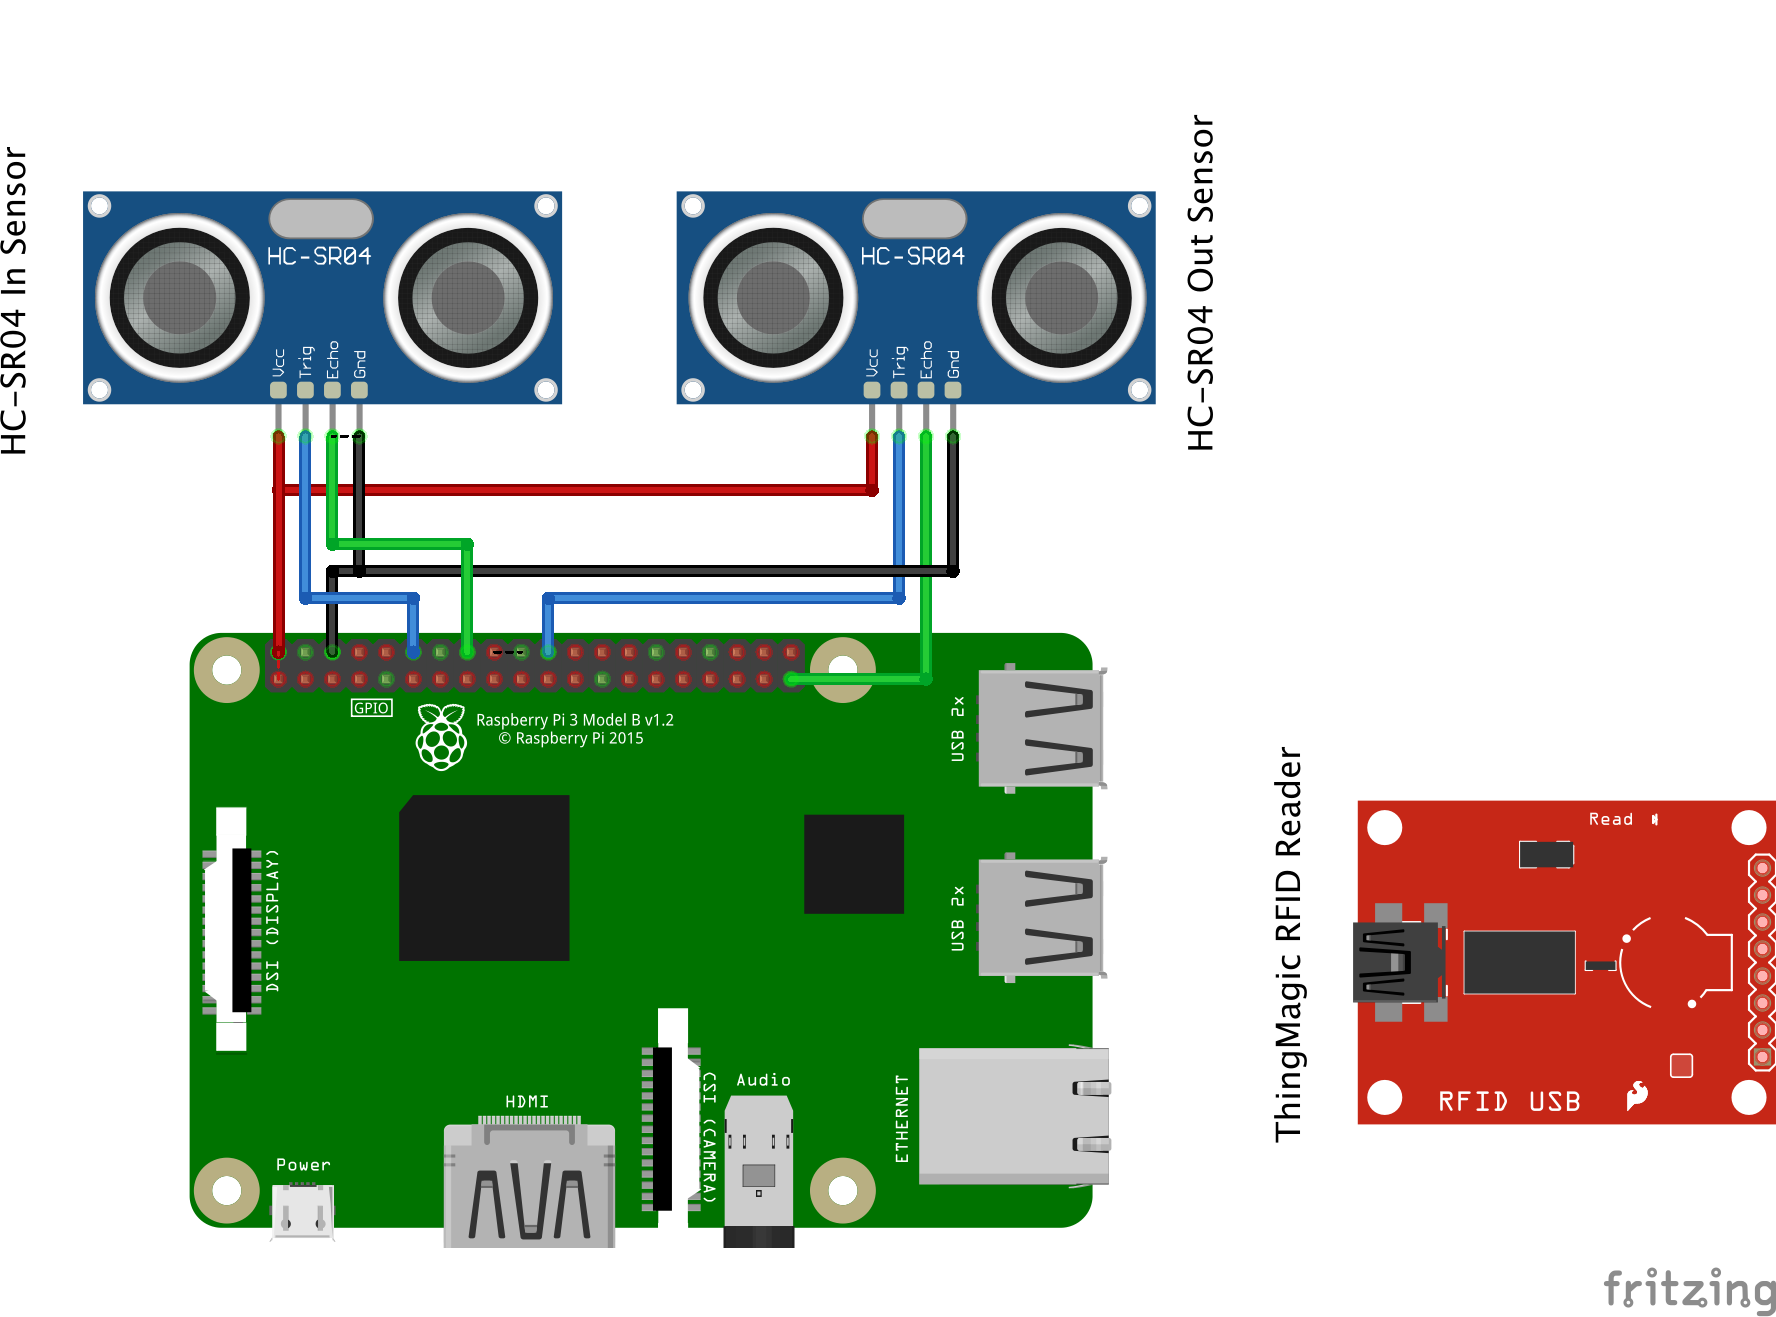 HC-SR04 In Sensor
HC-SR04
Vcc
Trig
Echo
Gnd
HC-SR04
Vcc
Trig
Echo
Gnd
HC-SR04 Out Sensor
GPIO
Raspberry Pi 3 Model B v1.2
© Raspberry Pi 2015
USB 2x
USB 2x
DSI (DISPLAY)
CSI (CAMERA)
Audio
ETHERNET
HDMI
Power
ThingMagic RFID Reader
Read
RFID USB
fritzing